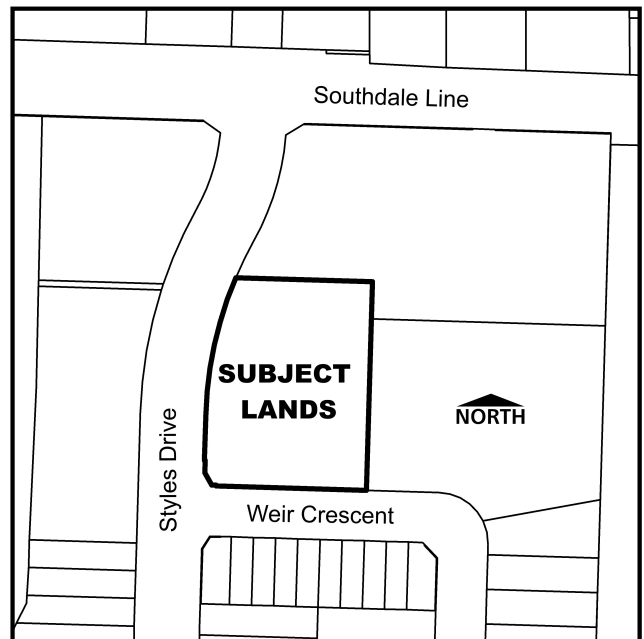 Southdale Line
SUBJECT
LANDS
NORTH
Styles Drive
Weir Crescent